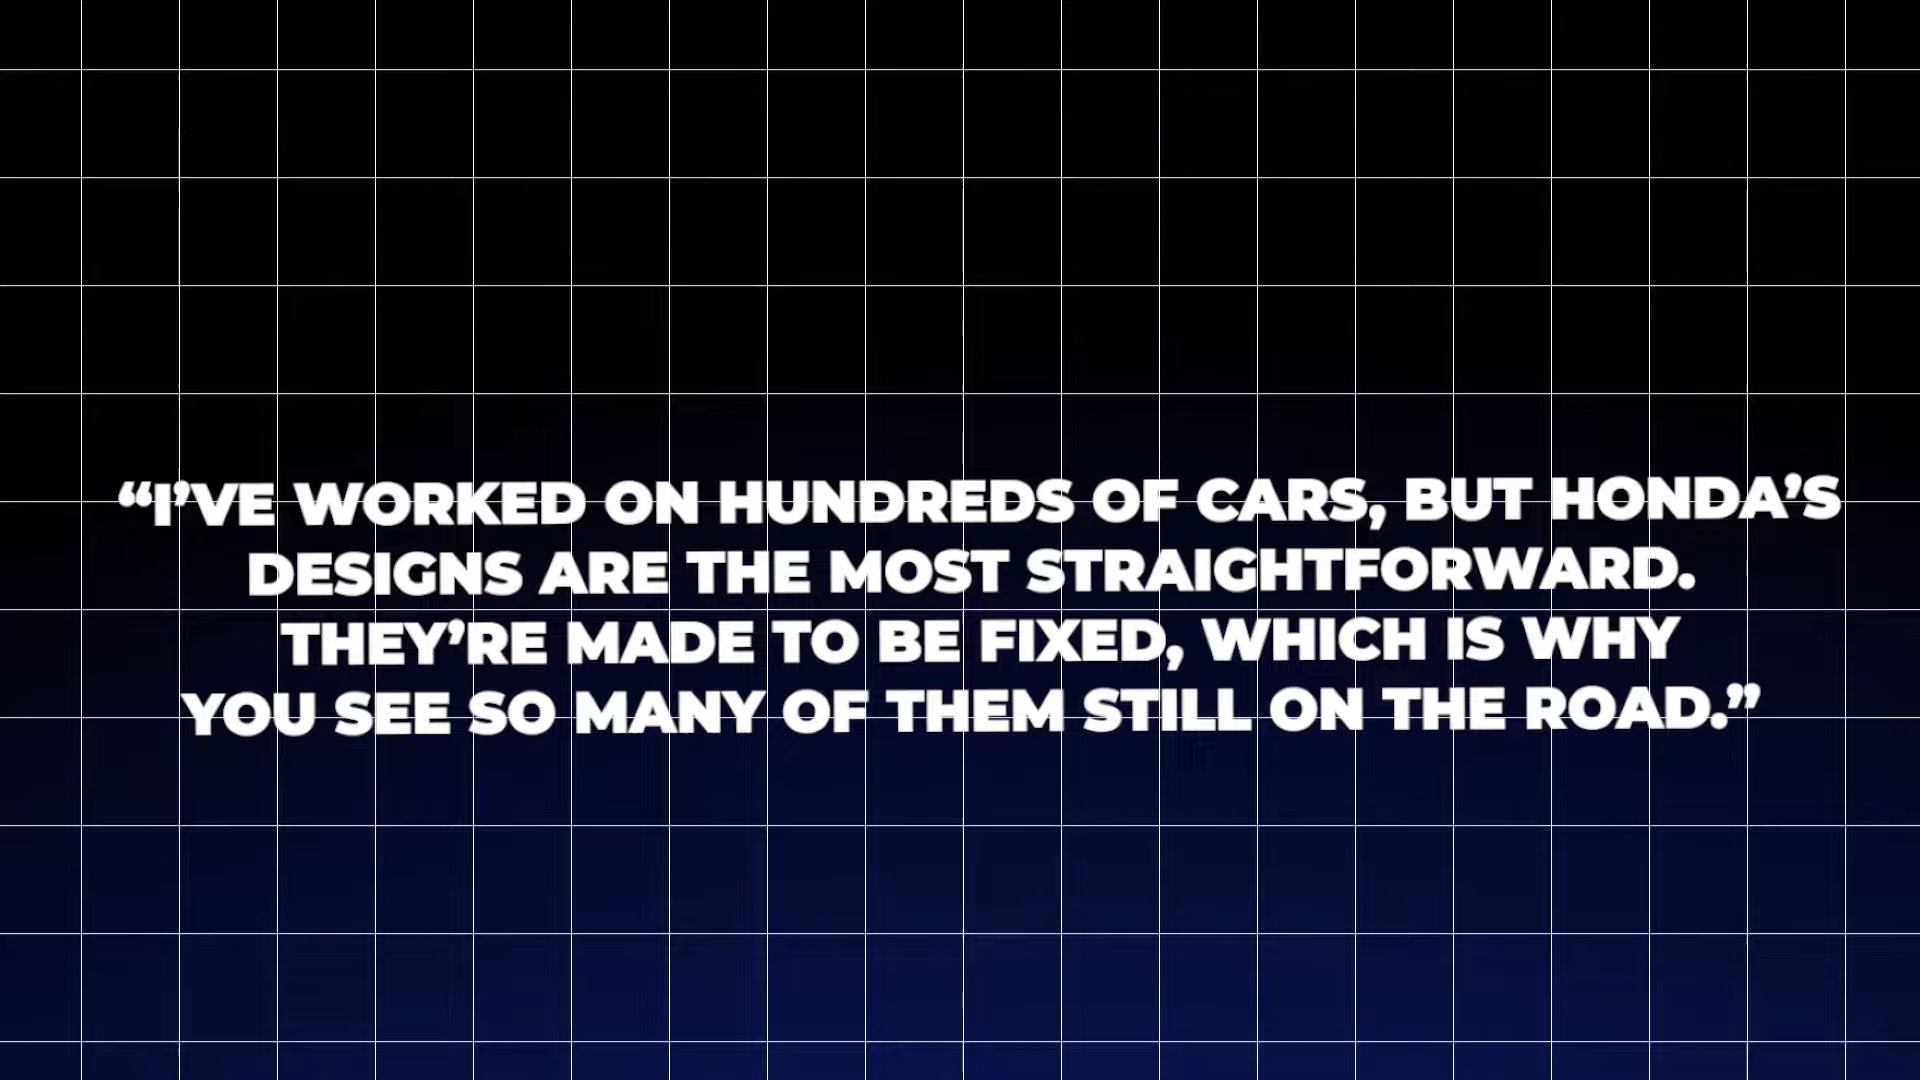 “I’VE WORKED ON HUNDREDS OF CARS, BUT HONDA’S
DESIGNS ARE THE MOST STRAIGHTFORWARD.
THEY’RE MADE TO BE FIXED, WHICH IS WHY
YOU SEE SO MANY OF THEM STILL ON THE ROAD.”